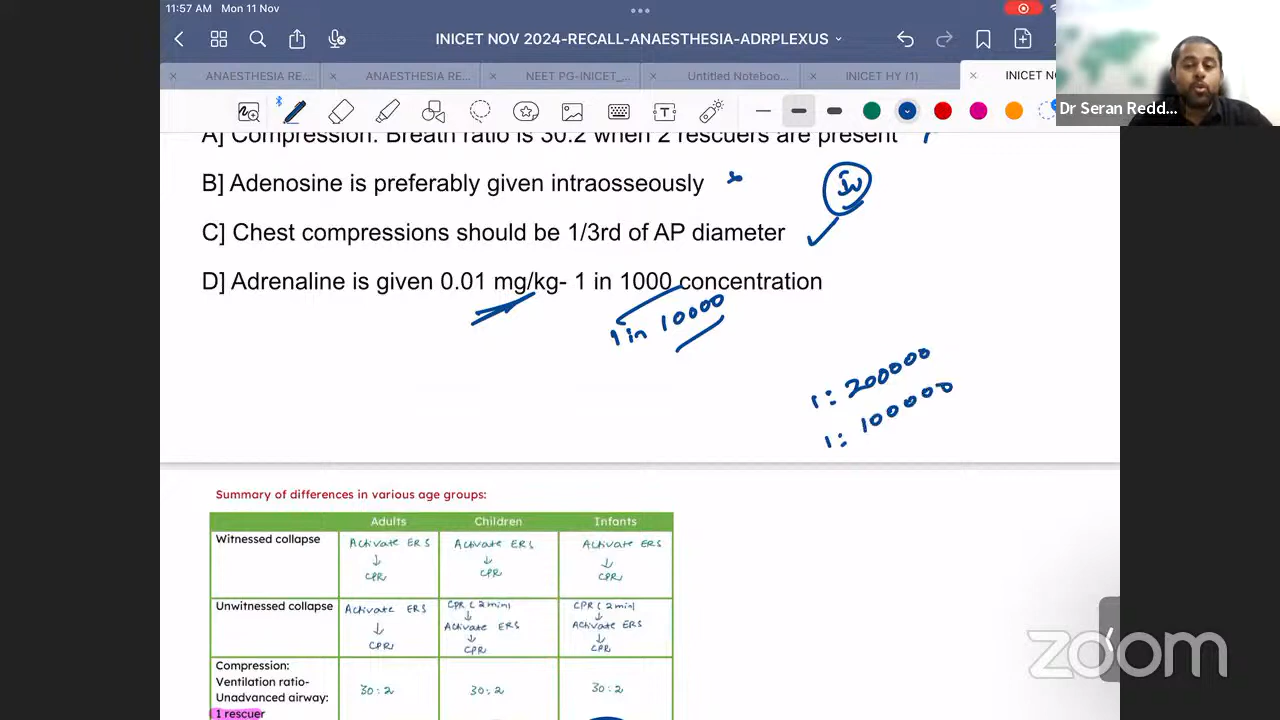 11:57 AM Mon 11 Nov
INICET NOV 2024-RECALL-ANAESTHESIA-ADRPLEXUS
ANAESTHESIA RE...
ANAESTHESIA RE...
NEET PG-INICET_...
Untitled Noteboo...
INICET HY (1)
INICET NO
Dr Seran Redd...
A] Compression: Breath ratio is 30:2 when 2 rescuers are present
B] Adenosine is preferably given intraosseously
IV
C] Chest compressions should be 1/3rd of AP diameter
D] Adrenaline is given 0.01 mg/kg- 1 in 1000 concentration
1 in 10000
1: 200000
1: 100000
Summary of differences in various age groups:
Adults Children Infants
Witnessed collapse Activate ERS Activate ERS Activate ERS
CPR CPR CPR
Unwitnessed collapse Activate ERS CPR (2 min) CPR (2 min)
Activate ERS Activate ERS
CPR CPR CPR
Compression:
Ventilation ratio- 30:2 30:2 30:2
Unadvanced airway:
1 rescuer
zoom